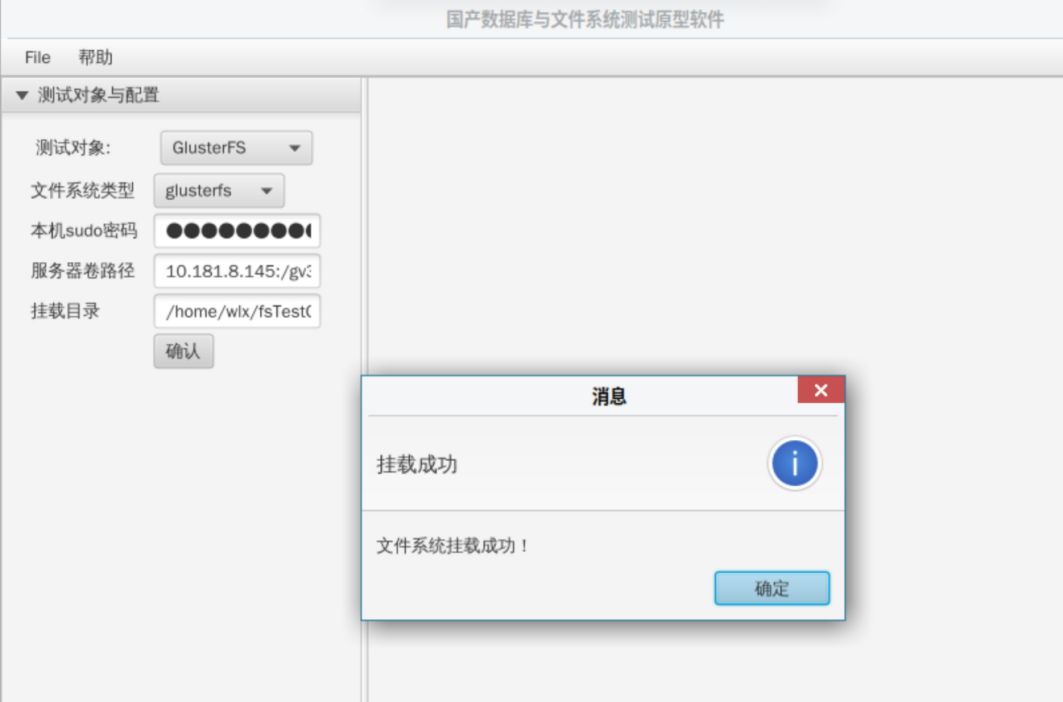 国产数据库与文件系统测试原型软件
File 帮助
测试对象与配置
测试对象: GlusterFS
文件系统类型 glusterfs
本机sudo密码
服务器卷路径 10.181.8.145:/gv
挂载目录 /home/wlx/fsTest
确认
消息
挂载成功
文件系统挂载成功！
确定